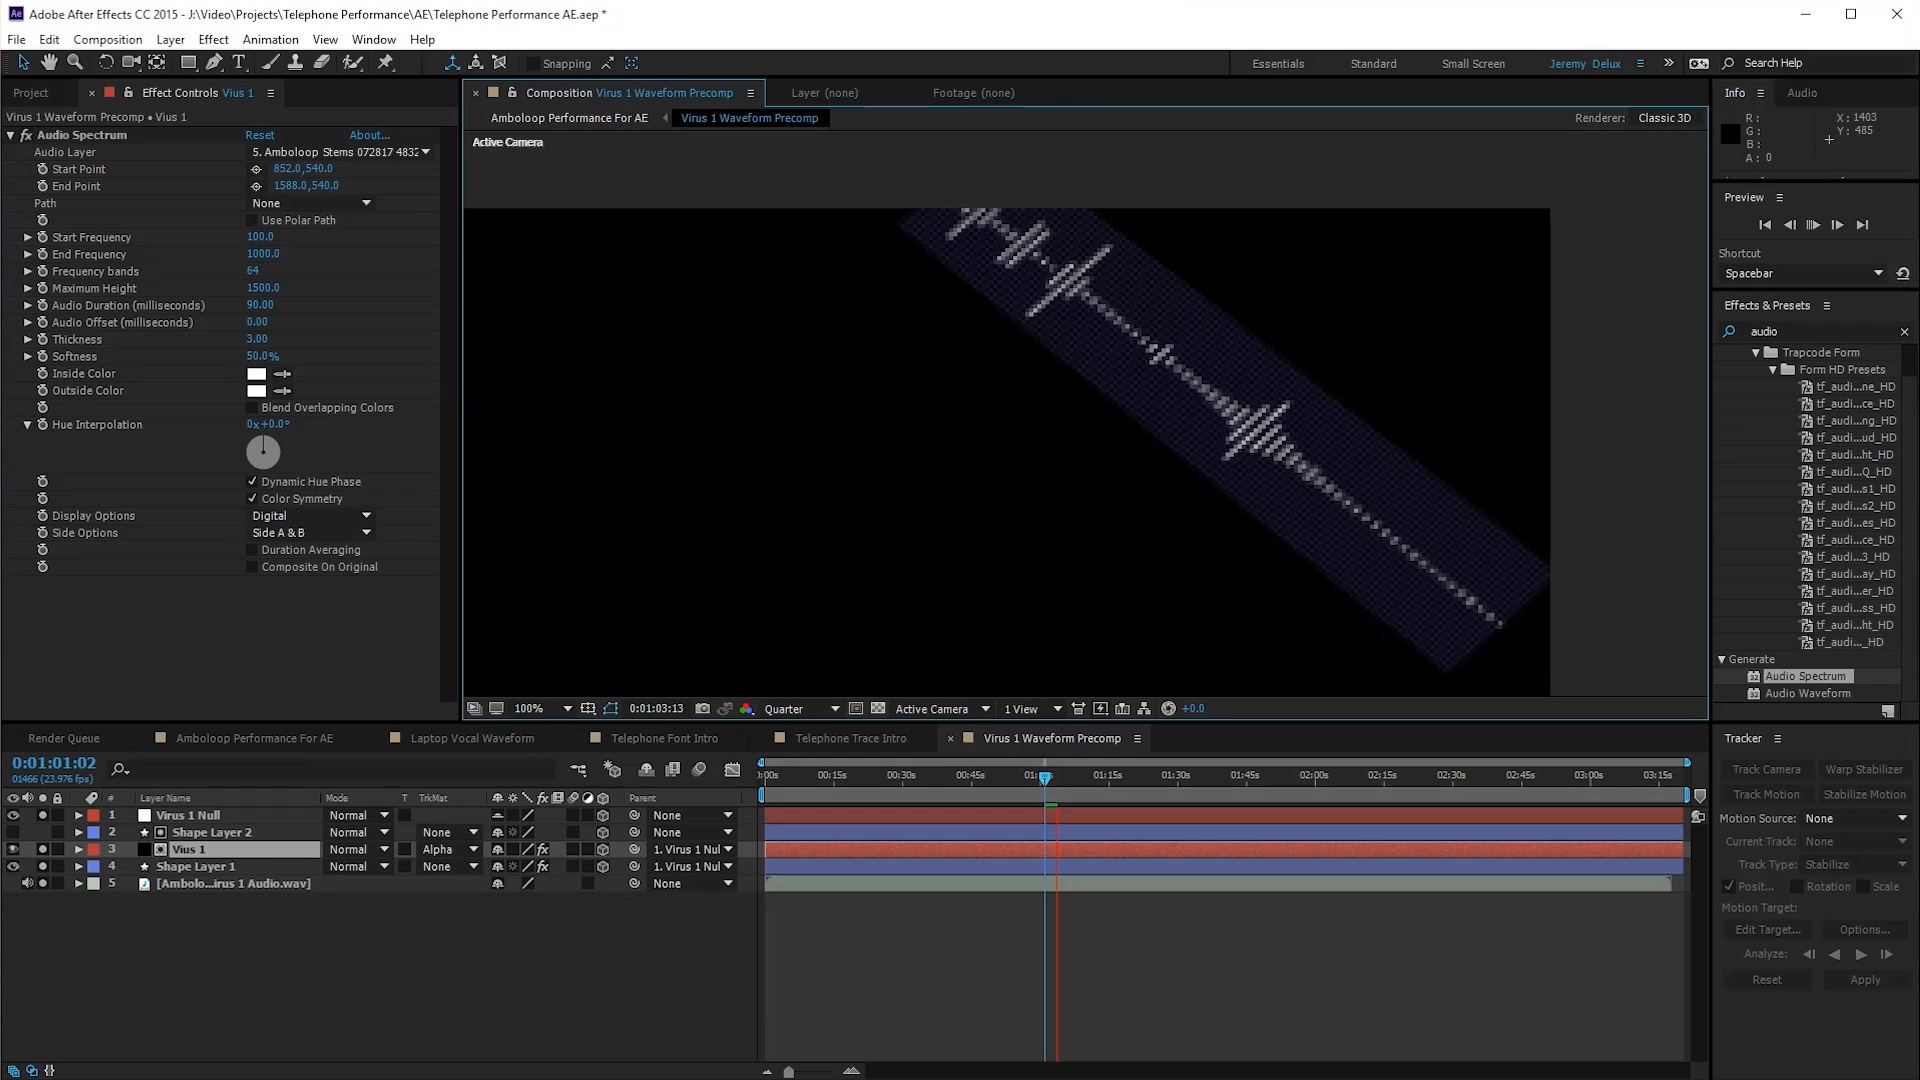 Adobe After Effects CC 2015 - J:\Video\Projects\Telephone Performance\AE\Telephone Performance AE.aep *
File Edit Composition Layer Effect Animation View Window Help
Snapping
Essentials Standard Small Screen Jeremy Delux
Search Help
Project
Effect Controls Vius 1
Virus 1 Waveform Precomp • Vius 1
fx Audio Spectrum Reset About...
Audio Layer 5. Amboloop Stems 072817 4832
Start Point 852.0,540.0
End Point 1588.0,540.0
Path None
Use Polar Path
Start Frequency 100.0
End Frequency 1000.0
Frequency bands 64
Maximum Height 1500.0
Audio Duration (milliseconds) 90.00
Audio Offset (milliseconds) 0.00
Thickness 3.00
Softness 50.0%
Inside Color
Outside Color
Blend Overlapping Colors
Hue Interpolation 0x+0.0°
Dynamic Hue Phase
Color Symmetry
Display Options Digital
Side Options Side A & B
Duration Averaging
Composite On Original
Composition Virus 1 Waveform Precomp
Layer (none)
Footage (none)
Amboloop Performance For AE
Virus 1 Waveform Precomp
Renderer: Classic 3D
Active Camera
100% 0:01:03:13 Quarter Active Camera 1 View +0.0
Info Audio
R: X: 1403
G: Y: 485
B:
A: 0
Preview
Shortcut
Spacebar
Effects & Presets
audio
Trapcode Form
Form HD Presets
tf_audi...ne_HD
tf_audi...ce_HD
tf_audi...ng_HD
tf_audi...ud_HD
tf_audi...ht_HD
tf_audi...Q_HD
tf_audi...s1_HD
tf_audi...s2_HD
tf_audi...es_HD
tf_audi...ce_HD
tf_audi...3_HD
tf_audi...ay_HD
tf_audi...er_HD
tf_audi...ss_HD
tf_audi...ht_HD
tf_audi..._HD
Generate
Audio Spectrum
Audio Waveform
Render Queue
Amboloop Performance For AE
Laptop Vocal Waveform
Telephone Font Intro
Telephone Trace Intro
Virus 1 Waveform Precomp
0:01:01:02
01466 (23.976 fps)
:00s 00:15s 00:30s 00:45s 01: 01:15s 01:30s 01:45s 02:00s 02:15s 02:30s 02:45s 03:00s 03:15s
# Layer Name Mode T TrkMat fx Parent
1 Virus 1 Null Normal None
2 Shape Layer 2 Normal None None
3 Vius 1 Normal Alpha fx 1. Virus 1 Nul
4 Shape Layer 1 Normal None fx 1. Virus 1 Nul
5 [Ambolo...irus 1 Audio.wav] None
Tracker
Track Camera Warp Stabilizer
Track Motion Stabilize Motion
Motion Source: None
Current Track: None
Track Type: Stabilize
Posit... Rotation Scale
Motion Target:
Edit Target... Options...
Analyze:
Reset Apply